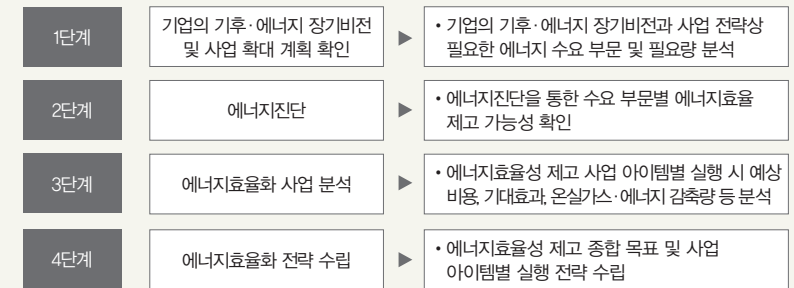 1단계
기업의 기후·에너지 장기비전
및 사업 확대 계획 확인
▶
• 기업의 기후·에너지 장기비전과 사업 전략상
필요한 에너지 수요 부문 및 필요량 분석
2단계
에너지진단
▶
• 에너지진단을 통한 수요 부문별 에너지효율
제고 가능성 확인
3단계
에너지효율화 사업 분석
▶
• 에너지효율성 제고 사업 아이템별 실행 시 예상
비용, 기대효과, 온실가스·에너지 감축량 등 분석
4단계
에너지효율화 전략 수립
▶
• 에너지효율성 제고 종합 목표 및 사업
아이템별 실행 전략 수립